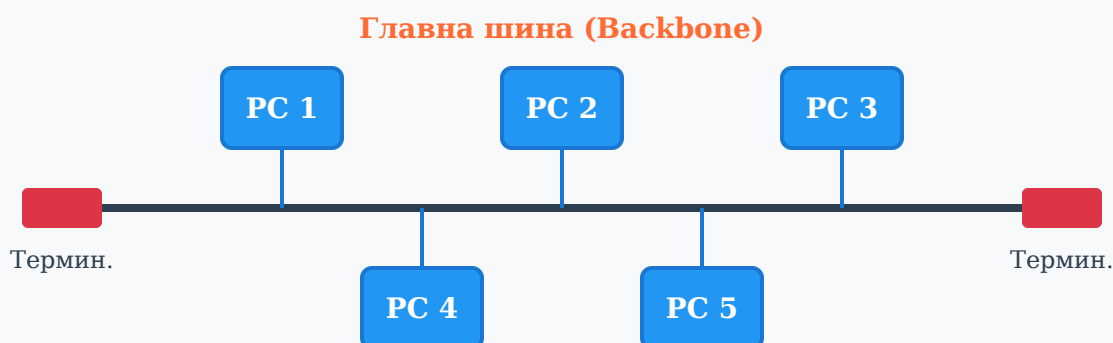 Главна шина (Backbone)
PC 1
PC 2
PC 3
Термин.
Термин.
PC 4
PC 5